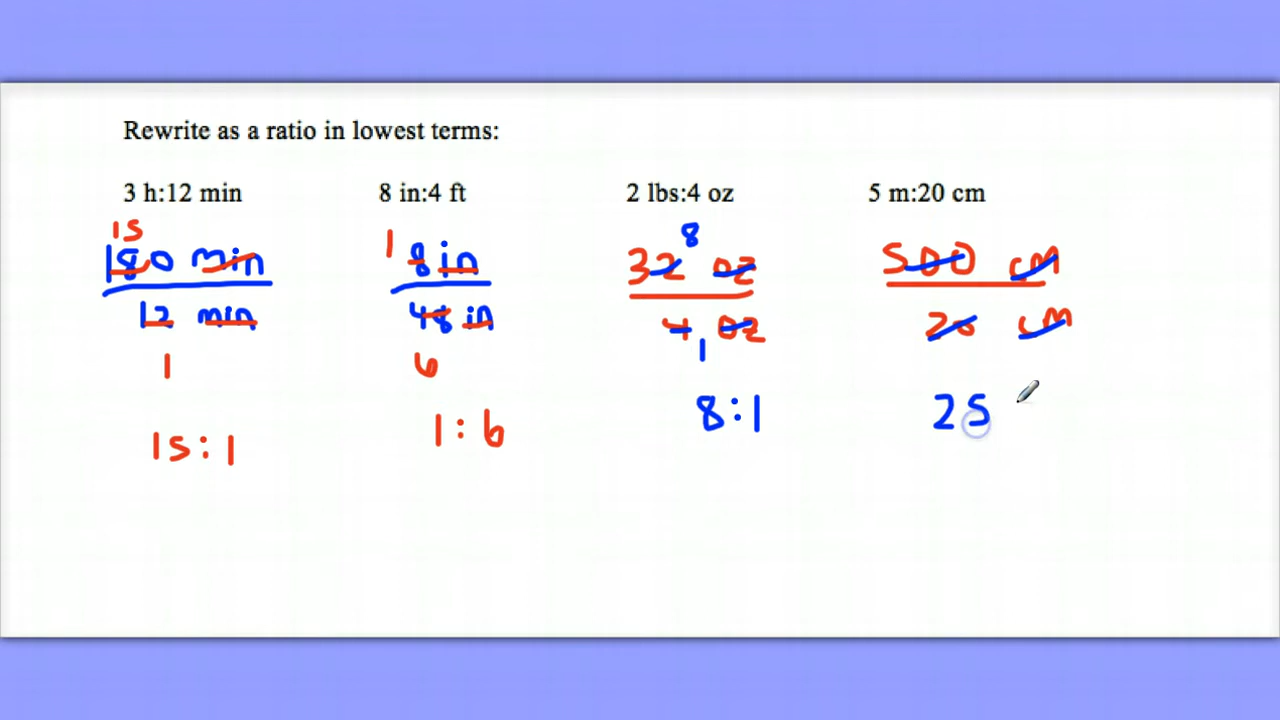 Rewrite as a ratio in lowest terms:
3 h:12 min 8 in:4 ft 2 lbs:4 oz 5 m:20 cm
15 1 8
180 min 8 in 32 oz 500 cm
12 min 48 in 4 oz 20 cm
1 6 1
15:1 1:6 8:1 25